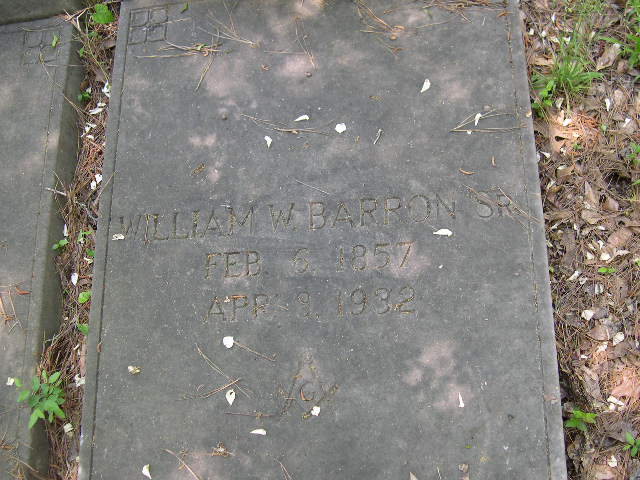 WILLIAM W. BARRON SR.
FEB. 6, 1857
APR. 9, 1932
G